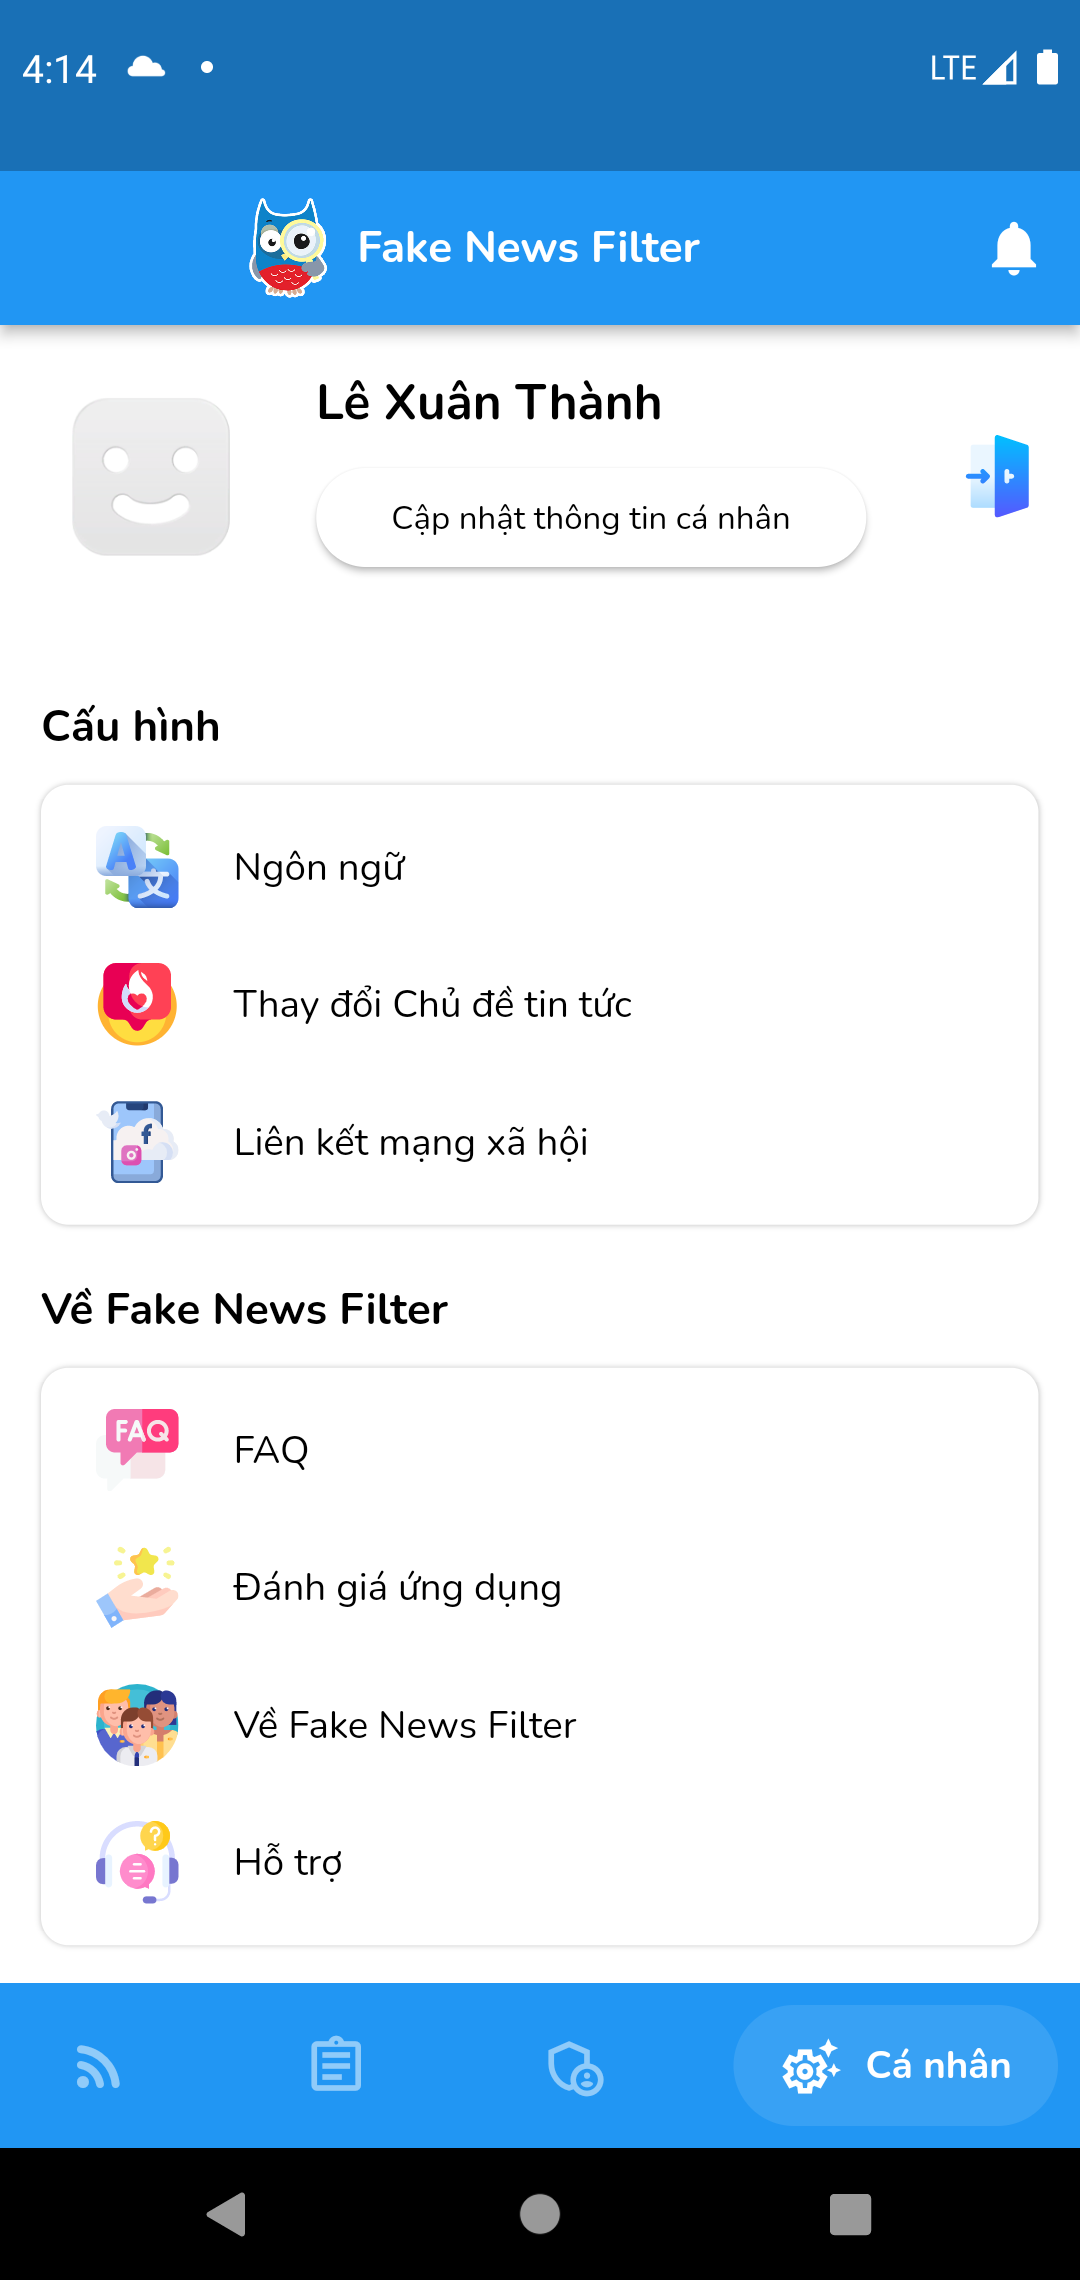 4:14
LTE
Fake News Filter
Lê Xuân Thành
Cập nhật thông tin cá nhân
Cấu hình
Ngôn ngữ
Thay đổi Chủ đề tin tức
Liên kết mạng xã hội
Về Fake News Filter
FAQ
FAQ
Đánh giá ứng dụng
Về Fake News Filter
Hỗ trợ
Cá nhân